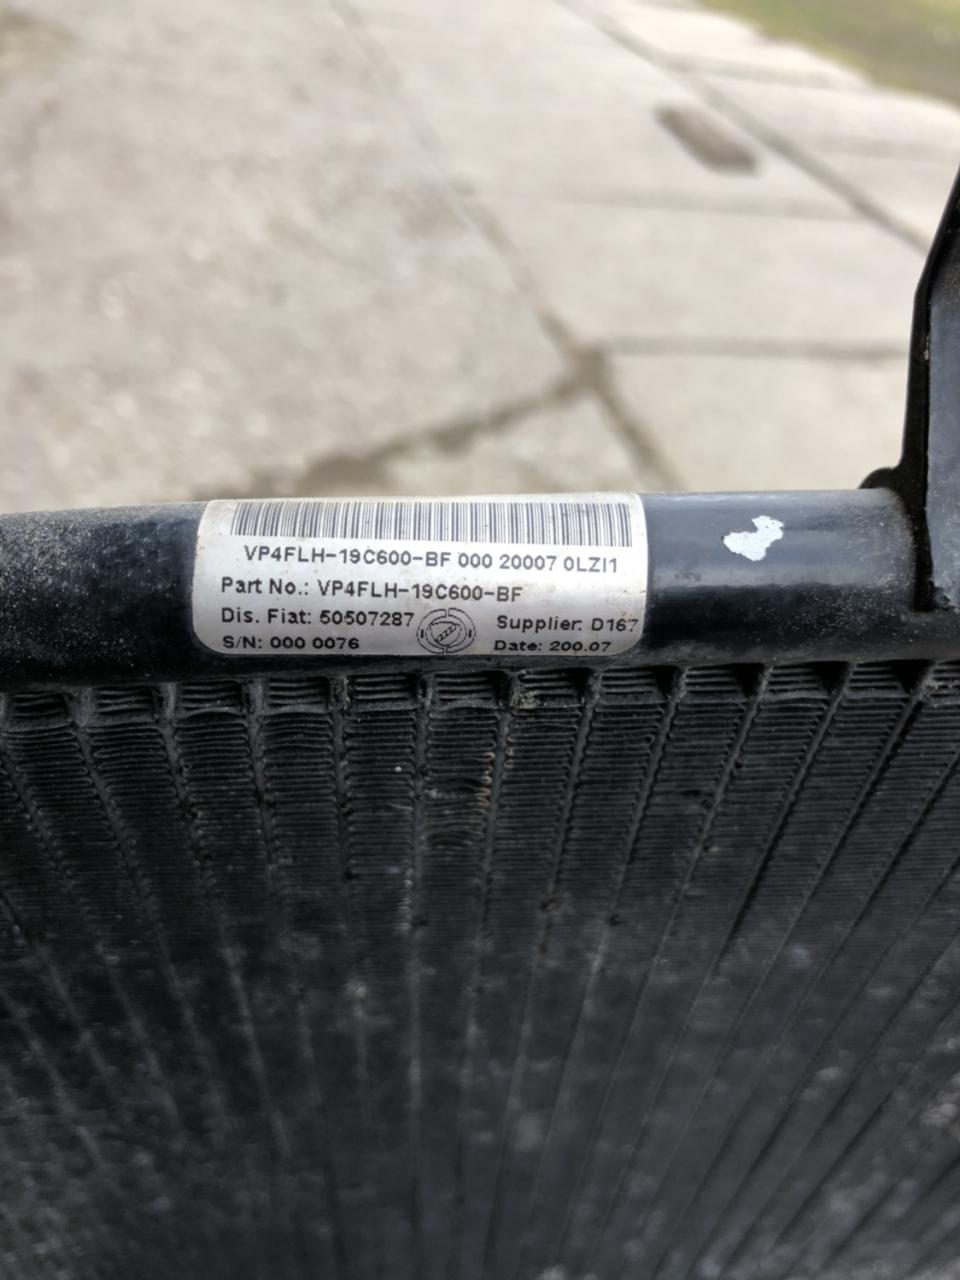 VP4FLH-19C600-BF 000 20007 0LZI1
Part No.: VP4FLH-19C600-BF
Dis. Fiat: 50507287 Supplier: D167
S/N: 000 0076 Date: 200.07